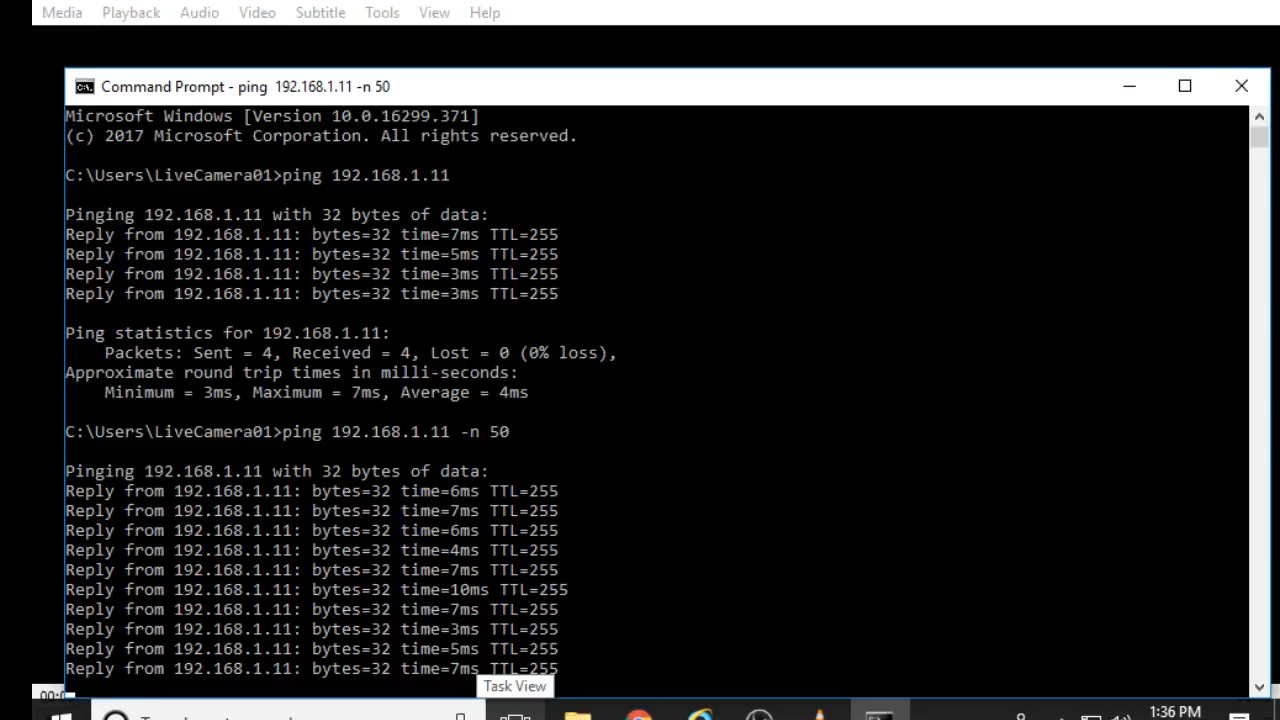 Media Playback Audio Video Subtitle Tools View Help
Command Prompt - ping 192.168.1.11 -n 50
Microsoft Windows [Version 10.0.16299.371]
(c) 2017 Microsoft Corporation. All rights reserved.
C:\Users\LiveCamera01>ping 192.168.1.11
Pinging 192.168.1.11 with 32 bytes of data:
Reply from 192.168.1.11: bytes=32 time=7ms TTL=255
Reply from 192.168.1.11: bytes=32 time=5ms TTL=255
Reply from 192.168.1.11: bytes=32 time=3ms TTL=255
Reply from 192.168.1.11: bytes=32 time=3ms TTL=255
Ping statistics for 192.168.1.11:
Packets: Sent = 4, Received = 4, Lost = 0 (0% loss),
Approximate round trip times in milli-seconds:
Minimum = 3ms, Maximum = 7ms, Average = 4ms
C:\Users\LiveCamera01>ping 192.168.1.11 -n 50
Pinging 192.168.1.11 with 32 bytes of data:
Reply from 192.168.1.11: bytes=32 time=6ms TTL=255
Reply from 192.168.1.11: bytes=32 time=7ms TTL=255
Reply from 192.168.1.11: bytes=32 time=6ms TTL=255
Reply from 192.168.1.11: bytes=32 time=4ms TTL=255
Reply from 192.168.1.11: bytes=32 time=7ms TTL=255
Reply from 192.168.1.11: bytes=32 time=10ms TTL=255
Reply from 192.168.1.11: bytes=32 time=7ms TTL=255
Reply from 192.168.1.11: bytes=32 time=3ms TTL=255
Reply from 192.168.1.11: bytes=32 time=5ms TTL=255
Reply from 192.168.1.11: bytes=32 time=7ms TTL=255
Task View
1:36 PM